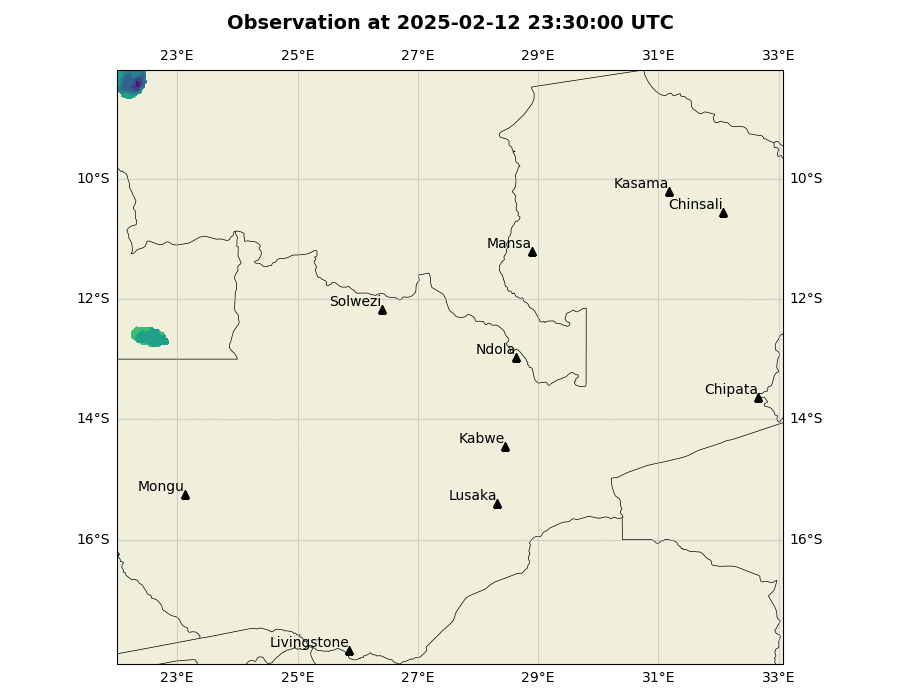 Observation at 2025-02-12 23:30:00 UTC
23°E 25°E 27°E 29°E 31°E 33°E
10°S 10°S
Kasama
Chinsali
Mansa
12°S 12°S
Solwezi
Ndola
Chipata
14°S 14°S
Kabwe
Mongu
Lusaka
16°S 16°S
Livingstone
23°E 25°E 27°E 29°E 31°E 33°E